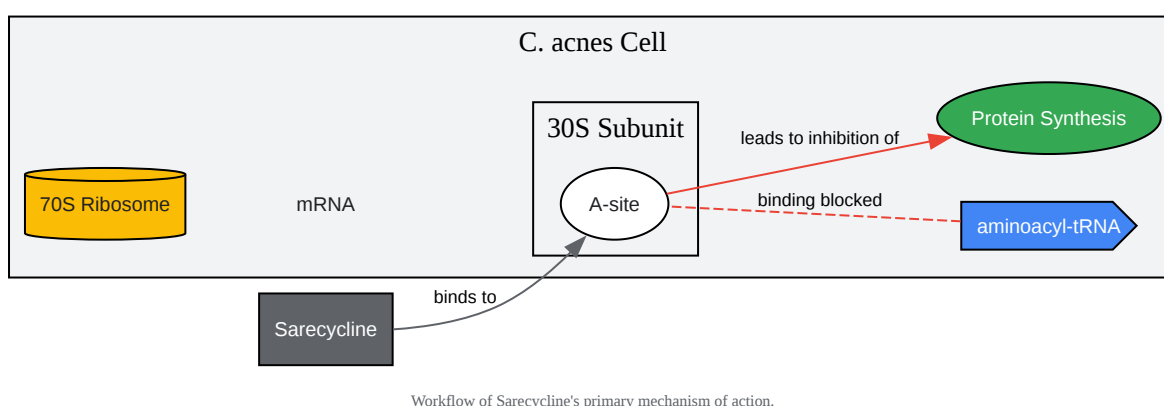 C. acnes Cell
30S Subunit
Protein Synthesis
leads to inhibition of
70S Ribosome
mRNA
A-site
binding blocked
aminoacyl-tRNA
binds to
Sarecycline
Workflow of Sarecycline's primary mechanism of action.